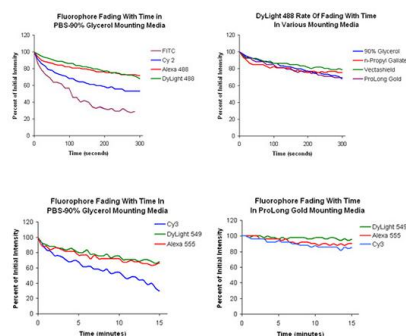 Fluorophore Fading with Time in
PBS-90% Glycerol Mounting Media
Percent of Initial Intensity
120
100
80
60
40
20
0
0
100
200
300
Time (seconds)
FITC
Cy 2
Alexa 488
DyLight 488
DyLight 488 Rate Of Fading With Time
In Various Mounting Media
Percent of Initial Intensity
120
100
80
60
40
20
0
0
100
200
300
Time (seconds)
90% Glycerol
n-Propyl Gallate
Vectashield
ProLong Gold
Fluorophore Fading With Time In
PBS-90% Glycerol Mounting Media
Percent of Initial Intensity
120
100
80
60
40
20
0
0
5
10
15
Time (minutes)
Cy3
DyLight 549
Alexa 555
Fluorophore Fading With Time
In ProLong Gold Mounting Media
Percent of Initial Intensity
120
100
80
60
40
20
0
0
5
10
15
Time (minutes)
DyLight 549
Alexa 555
Cy3